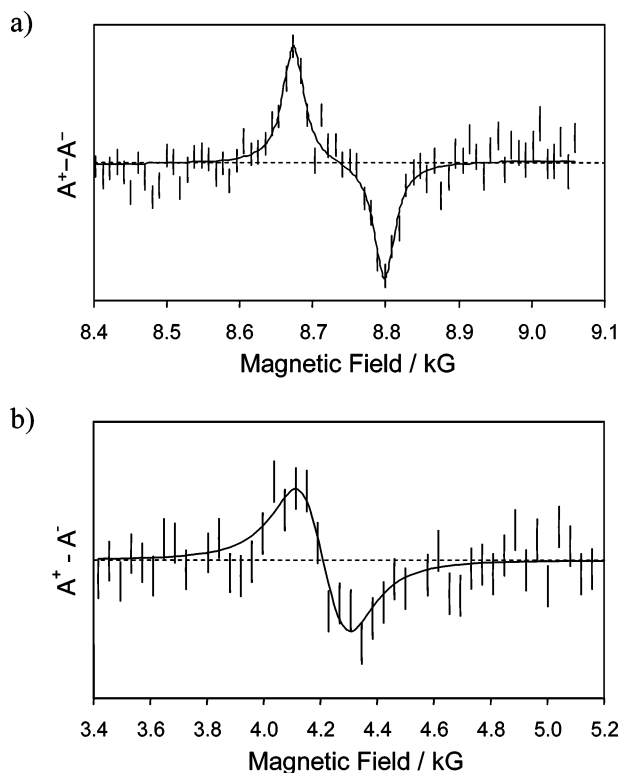 a)
A⁺–A⁻
8.4 8.5 8.6 8.7 8.8 8.9 9.0 9.1
Magnetic Field / kG
b)
A⁺ - A⁻
3.4 3.6 3.8 4.0 4.2 4.4 4.6 4.8 5.0 5.2
Magnetic Field / kG